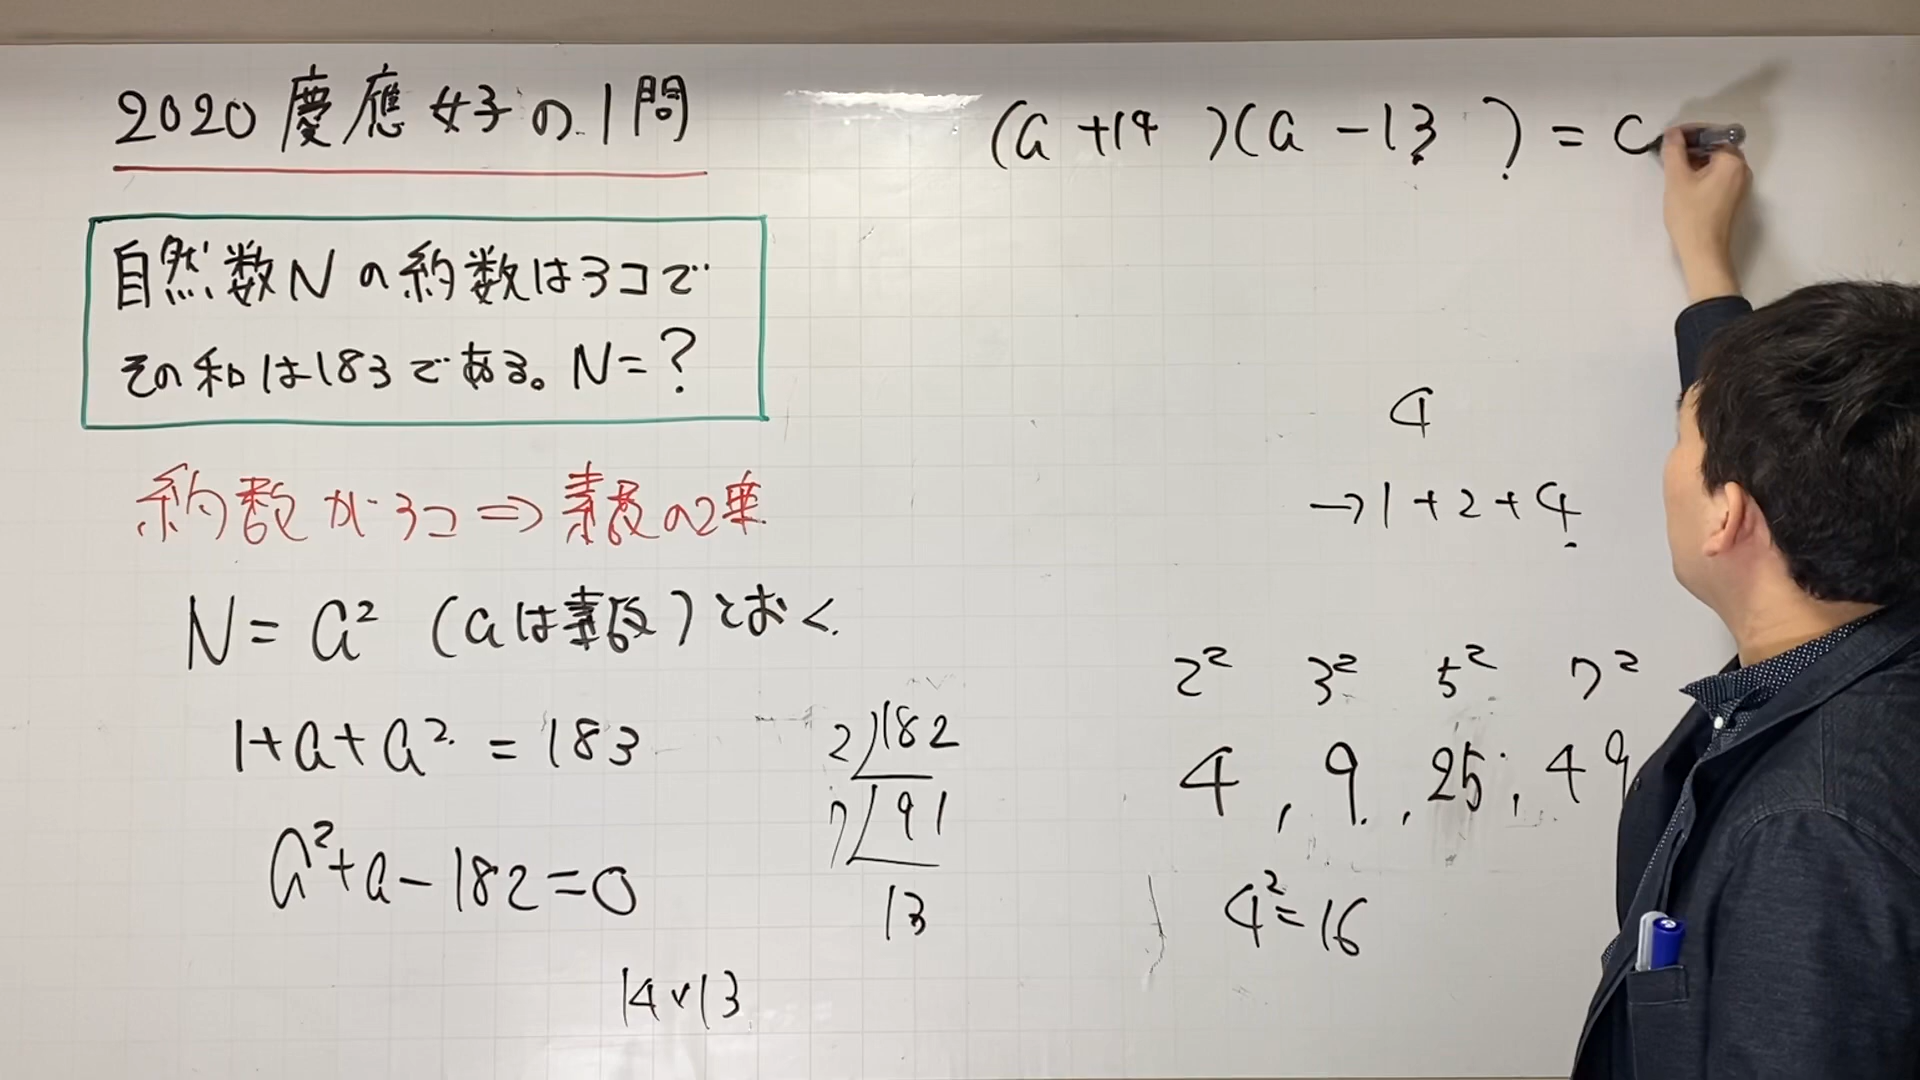 2020慶應女子の1問
自然数Nの約数は3コで
その和は183である。N=?
約数が3コ⇒素数の2乗
N=a² (aは素数)とおく
1+a+a²=183
a²+a-182=0
14×13
2)182
7)91
13
(a+14)(a-13)=
4
→1+2+4
2² 3² 5² 7²
4, 9, 25, 49
4²=16